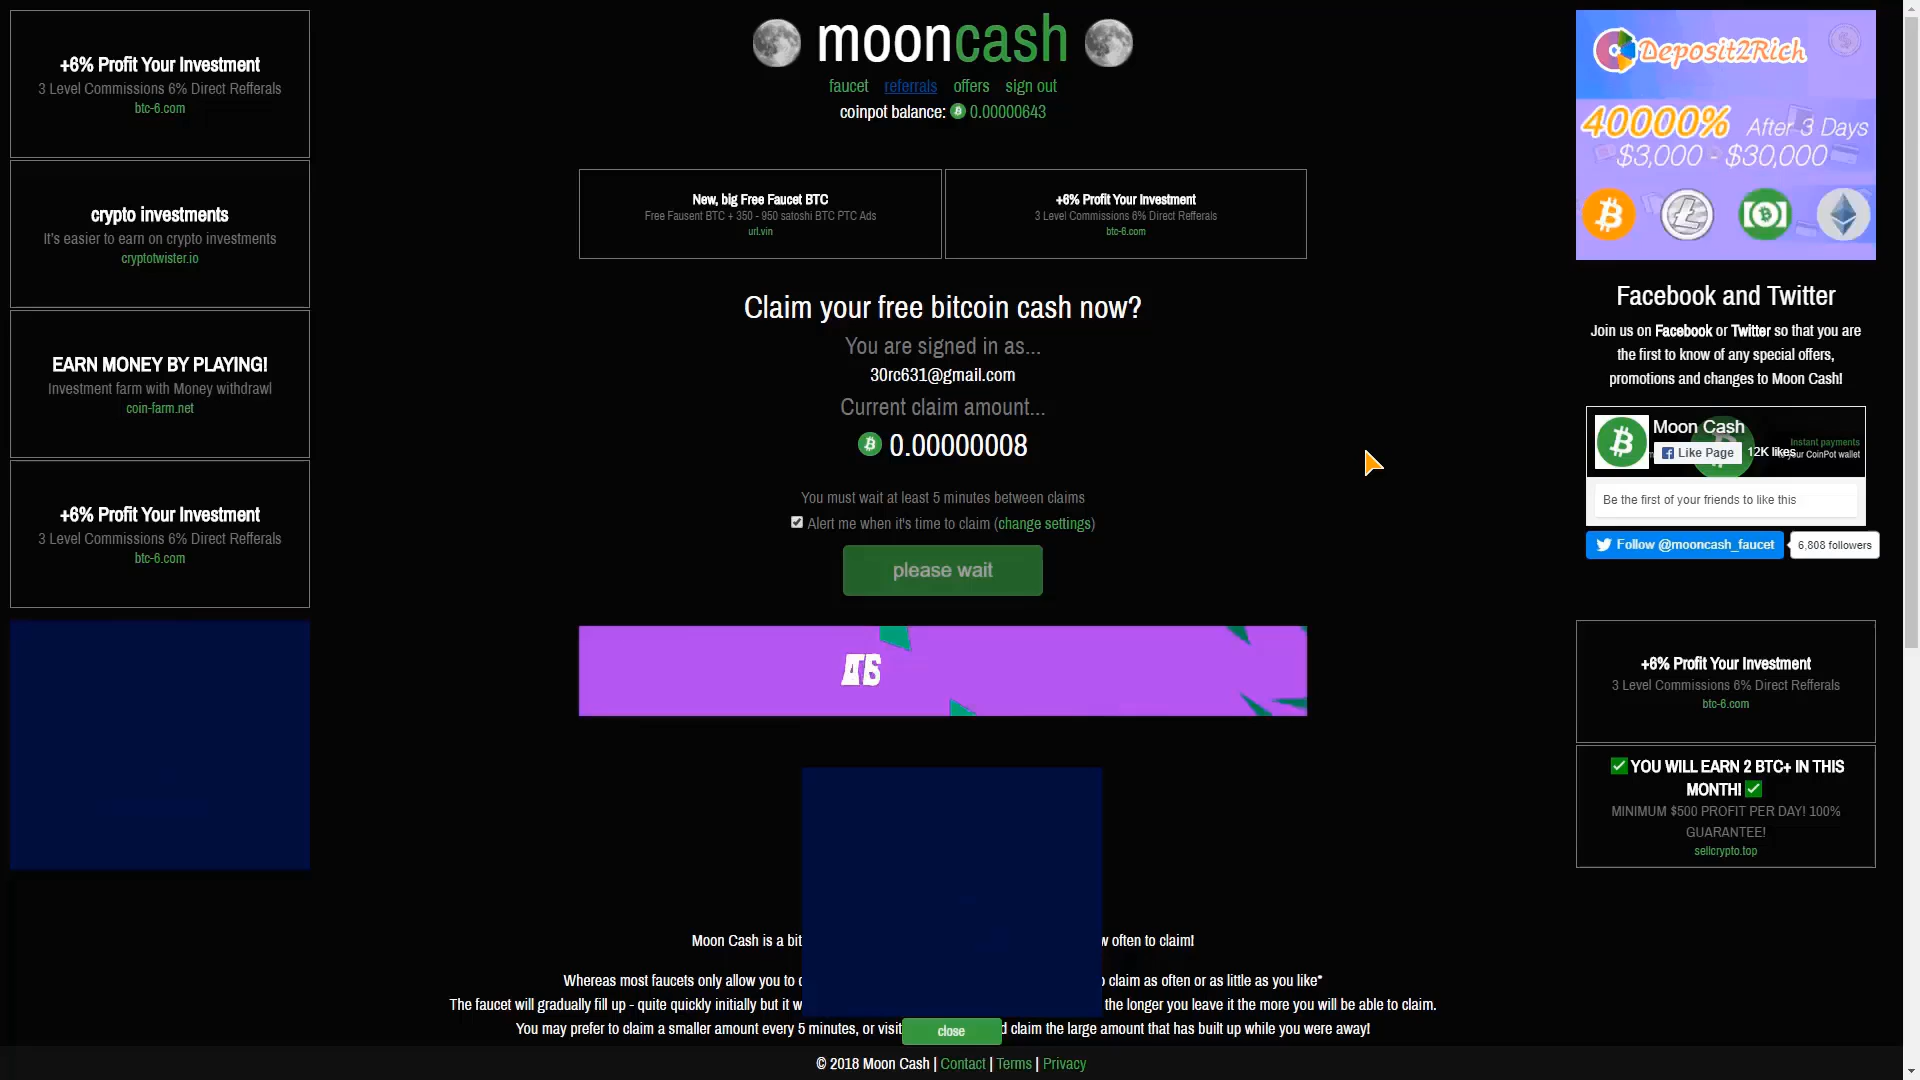 +6% Profit Your Investment
3 Level Commissions 6% Direct Refferals
btc-6.com
crypto investments
It's easier to earn on crypto investments
cryptotwister.io
EARN MONEY BY PLAYING!
Investment farm with Money withdrawl
coin-farm.net
+6% Profit Your Investment
3 Level Commissions 6% Direct Refferals
btc-6.com
mooncash
faucet referrals offers sign out
coinpot balance: 0.00000643
New, big Free Faucet BTC
Free Fausent BTC + 350 - 950 satoshi BTC PTC Ads
url.vin
+6% Profit Your Investment
3 Level Commissions 6% Direct Refferals
btc-6.com
Claim your free bitcoin cash now?
You are signed in as...
30rc631@gmail.com
Current claim amount...
0.00000008
You must wait at least 5 minutes between claims
Alert me when it's time to claim (change settings)
please wait
Moon Cash is a bit
often to claim!
Whereas most faucets only allow you to
claim as often or as little as you like*
The faucet will gradually fill up - quite quickly initially but it
the longer you leave it the more you will be able to claim.
You may prefer to claim a smaller amount every 5 minutes, or visit
claim the large amount that has built up while you were away!
close
© 2018 Moon Cash | Contact | Terms | Privacy
Deposit2Rich
40000% After 3 Days
$3,000 - $30,000
Facebook and Twitter
Join us on Facebook or Twitter so that you are
the first to know of any special offers,
promotions and changes to Moon Cash!
Moon Cash
Instant payments
your CoinPot wallet
Like Page 12K likes
Be the first of your friends to like this
Follow @mooncash_faucet 6,808 followers
+6% Profit Your Investment
3 Level Commissions 6% Direct Refferals
btc-6.com
✅ YOU WILL EARN 2 BTC+ IN THIS
MONTH! ✅
MINIMUM $500 PROFIT PER DAY! 100%
GUARANTEE!
sellcrypto.top